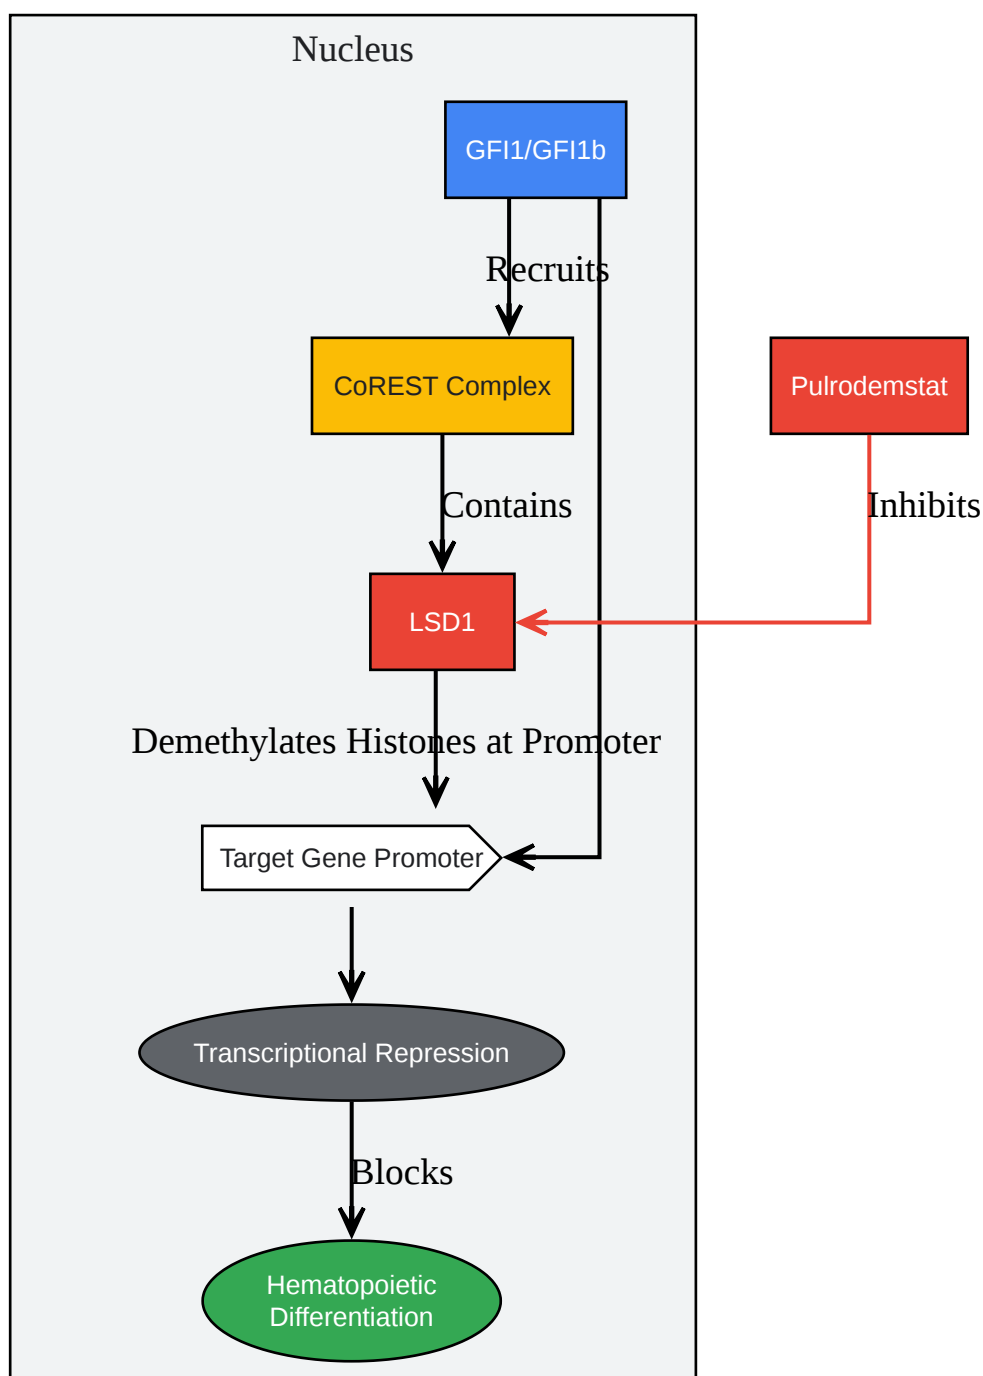 Nucleus
GFI1/GFI1b
Recruits
CoREST Complex
Pulrodemstat
Contains
Inhibits
LSD1
Demethylates Histones at Promoter
Target Gene Promoter
Transcriptional Repression
Blocks
Hematopoietic
Differentiation